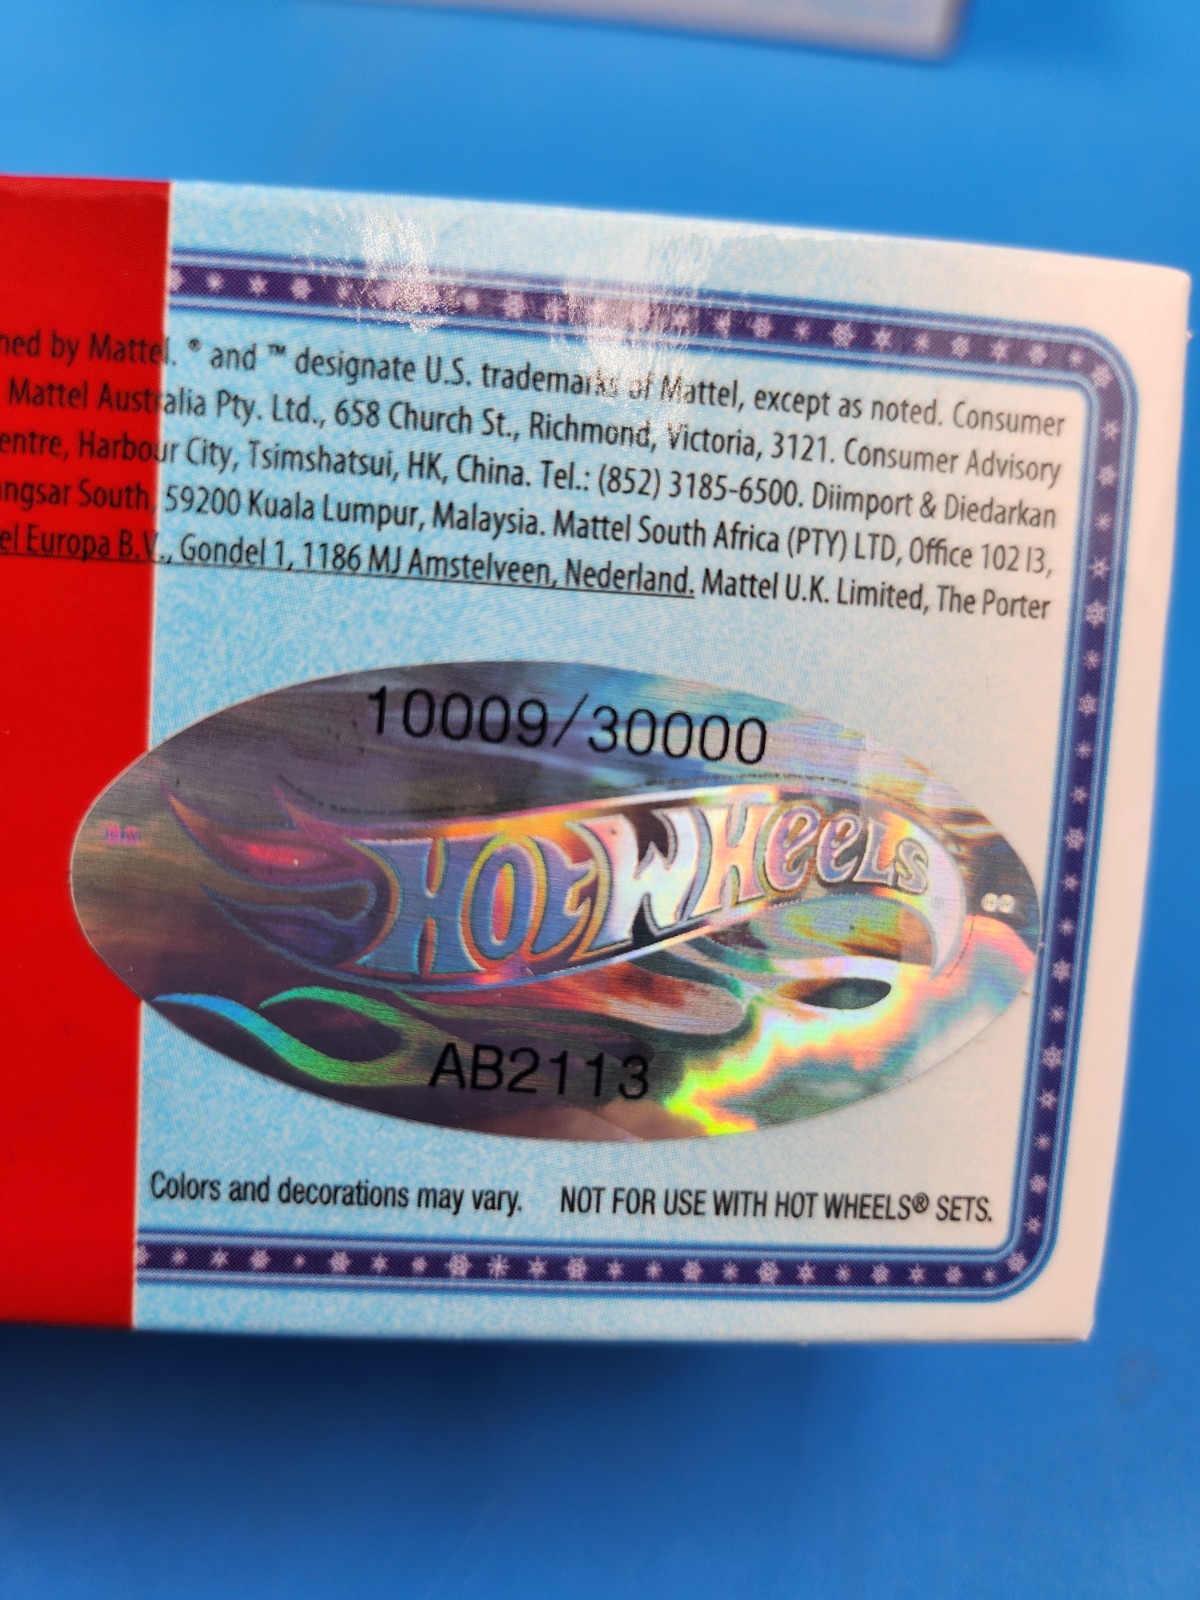 ned by Mattel. ® and ™ designate U.S. trademarks of Mattel, except as noted. Consumer
Mattel Australia Pty. Ltd., 658 Church St., Richmond, Victoria, 3121. Consumer Advisory
entre, Harbour City, Tsimshatsui, HK, China. Tel.: (852) 3185-6500. Diimport & Diedarkan
angsar South, 59200 Kuala Lumpur, Malaysia. Mattel South Africa (PTY) LTD, Office 102 I3,
el Europa B.V., Gondel 1, 1186 MJ Amstelveen, Nederland. Mattel U.K. Limited, The Porter
10009/30000
HOT WHEELS
AB2113
Colors and decorations may vary. NOT FOR USE WITH HOT WHEELS® SETS.